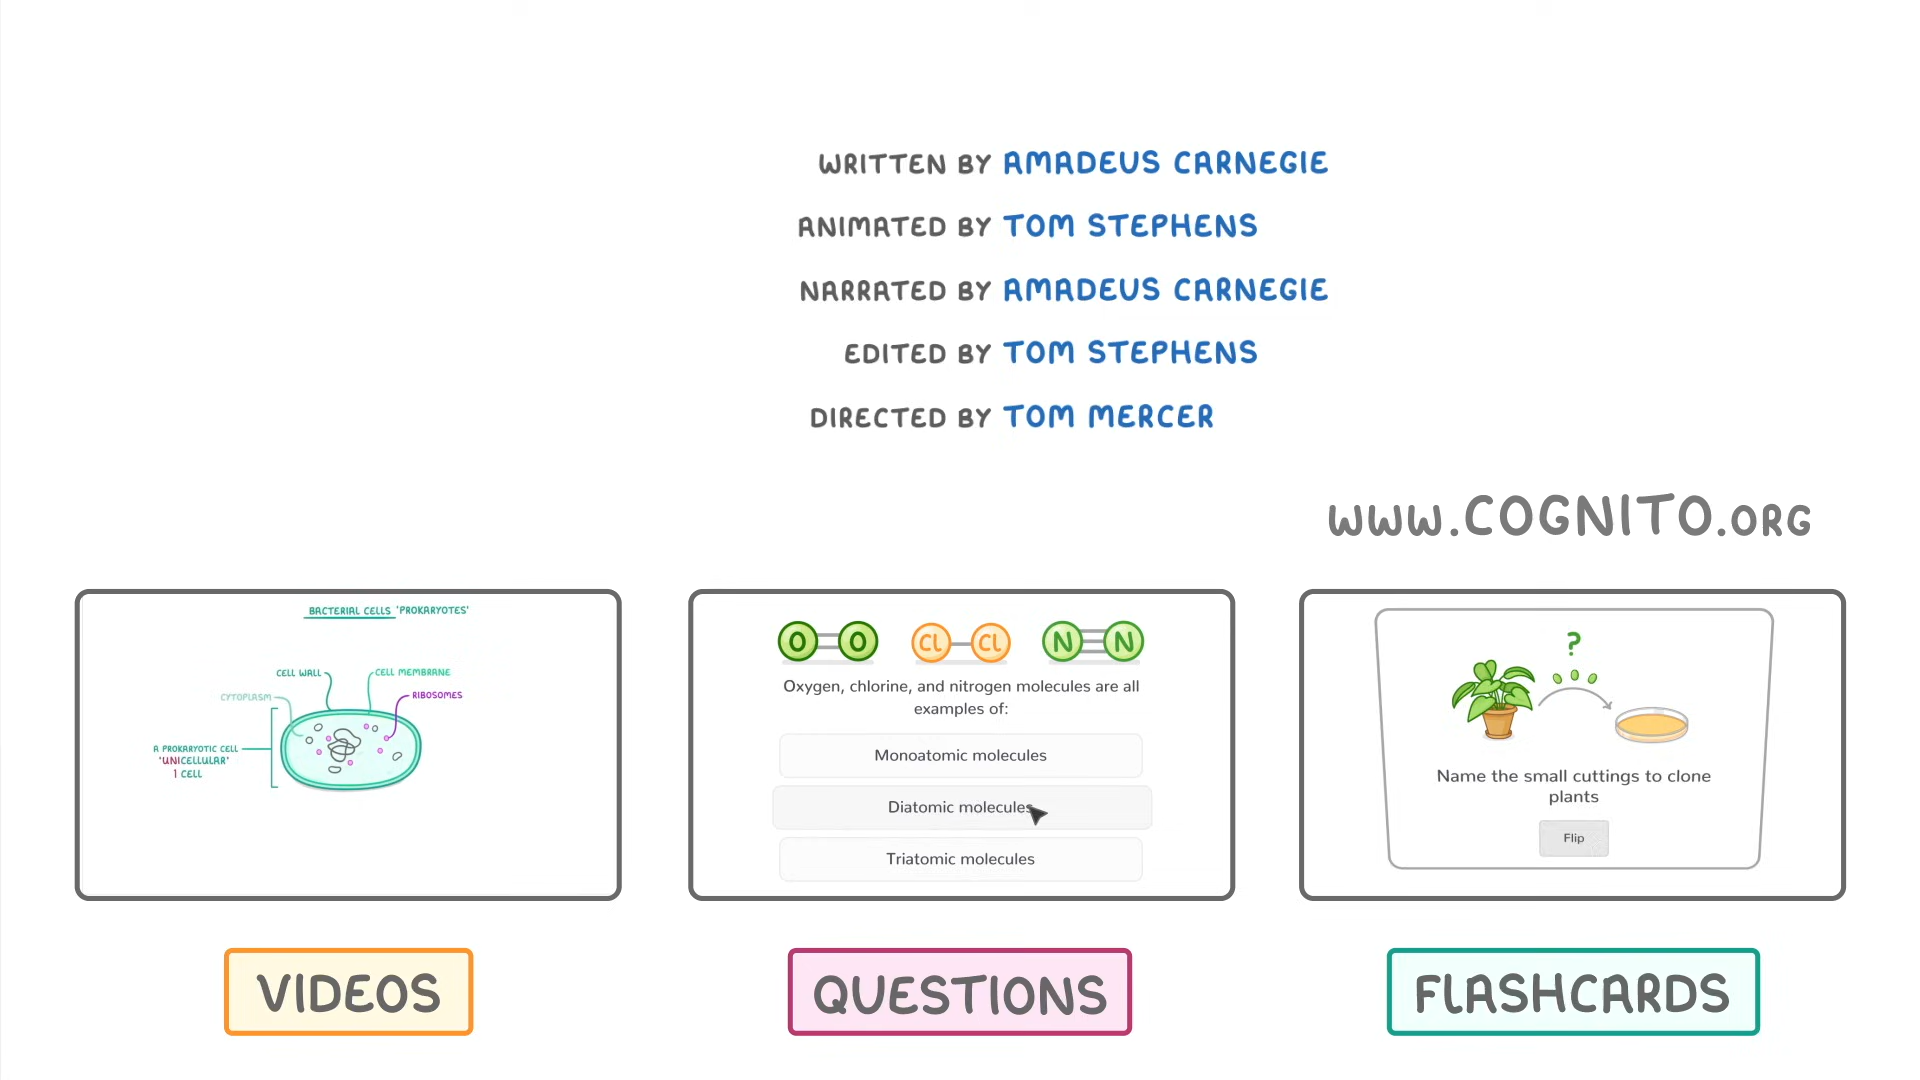 WRITTEN BY AMADEUS CARNEGIE
ANIMATED BY TOM STEPHENS
NARRATED BY AMADEUS CARNEGIE
EDITED BY TOM STEPHENS
DIRECTED BY TOM MERCER
www.COGNITO.ORG
BACTERIAL CELLS 'PROKARYOTES'
CELL WALL
CELL MEMBRANE
CYTOPLASM
RIBOSOMES
A PROKARYOTIC CELL
"UNICELLULAR"
1 CELL
O O Cl Cl N N
Oxygen, chlorine, and nitrogen molecules are all
examples of:
Monoatomic molecules
Diatomic molecules
Triatomic molecules
?
Name the small cuttings to clone
plants
Flip
VIDEOS
QUESTIONS
FLASHCARDS